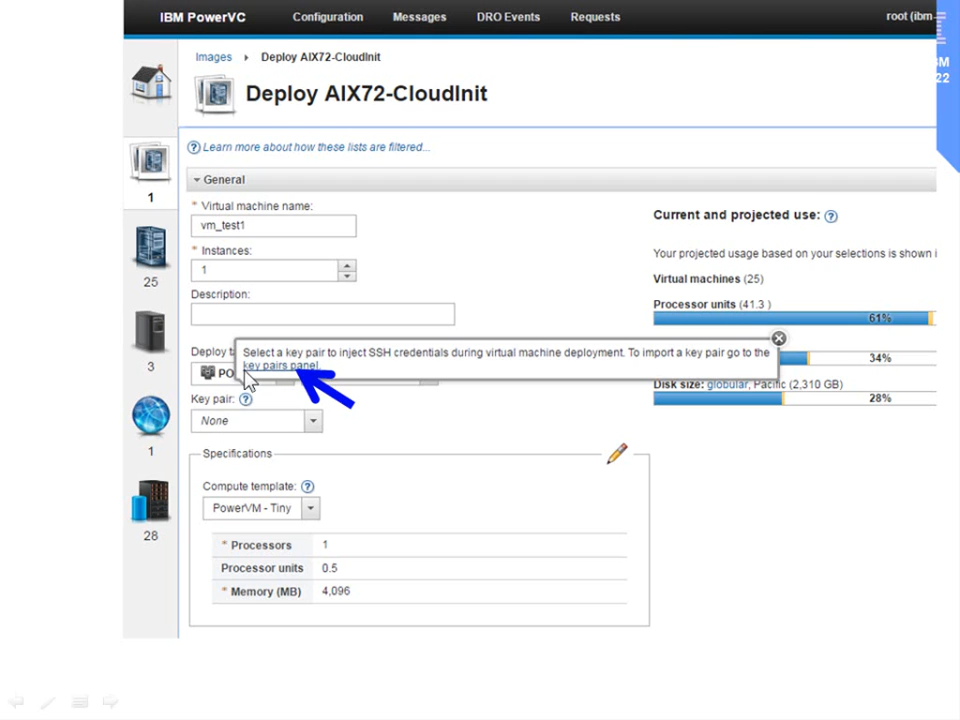 IBM PowerVC Configuration Messages DRO Events Requests root (ibm-
Images Deploy AIX72-CloudInit
Deploy AIX72-CloudInit
Learn more about how these lists are filtered...
General
1
* Virtual machine name:
vm_test1
Current and projected use:
* Instances:
1
Your projected usage based on your selections is shown i
Virtual machines (25)
25
Description:
Processor units (41.3 )
61%
Deploy ta
Select a key pair to inject SSH credentials during virtual machine deployment. To import a key pair go to the
key pairs panel.
34%
3
PO
Disk size: globular, Pacific (2,310 GB)
28%
Key pair:
None
1
Specifications
Compute template:
PowerVM - Tiny
28
* Processors 1
Processor units 0.5
* Memory (MB) 4,096